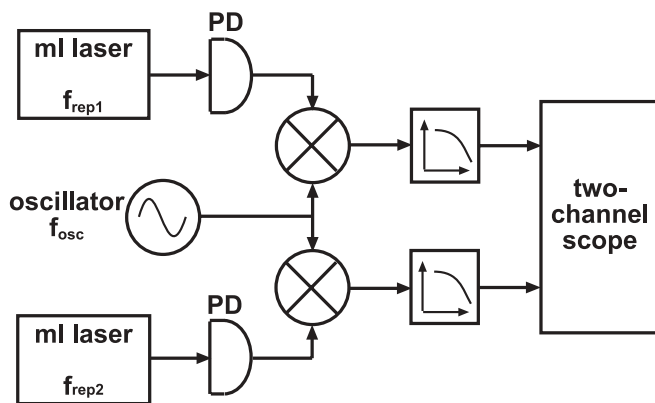 PD
ml laser
f_rep1
oscillator
f_osc
two-
channel
scope
PD
ml laser
f_rep2